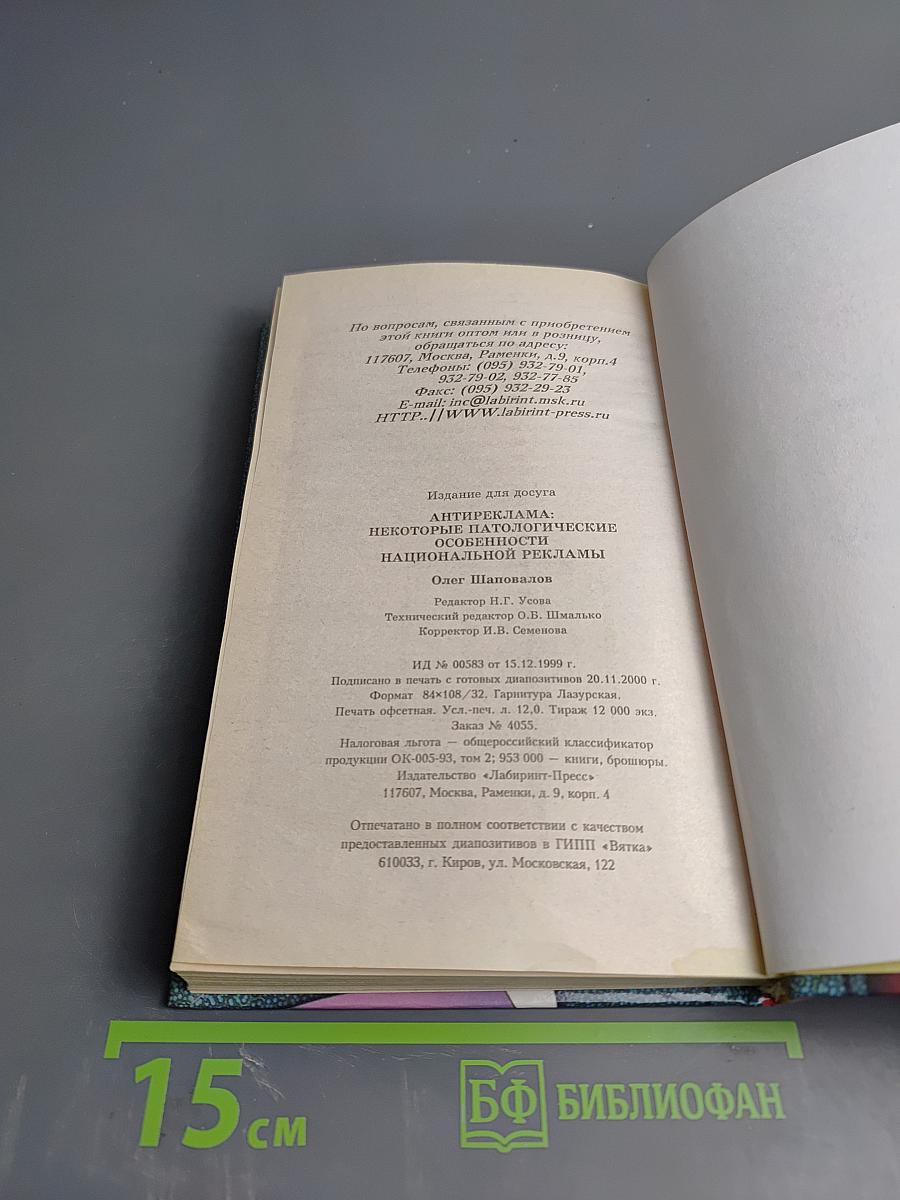 По вопросам, связанным с приобретением
этой книги оптом или в розницу,
обращаться по адресу:
117607, Москва, Раменки, д.9, корп.4
Телефоны: (095) 932-79-01,
932-79-02, 932-77-85
Факс: (095) 932-29-23
E-mail: inc@labirint.msk.ru
HTTP..||WWW.labirint-press.ru
Издание для досуга
АНТИРЕКЛАМА:
НЕКОТОРЫЕ ПАТОЛОГИЧЕСКИЕ
ОСОБЕННОСТИ
НАЦИОНАЛЬНОЙ РЕКЛАМЫ
Олег Шаповалов
Редактор Н.Г. Усова
Технический редактор О.Б. Шмалько
Корректор И.В. Семенова
ИД № 00583 от 15.12.1999 г.
Подписано в печать с готовых диапозитивов 20.11.2000 г.
Формат 84×108/32. Гарнитура Лазурская.
Печать офсетная. Усл.-печ. л. 12,0. Тираж 12 000 экз.
Заказ № 4055.
Налоговая льгота — общероссийский классификатор
продукции ОК-005-93, том 2; 953 000 — книги, брошюры.
Издательство «Лабиринт-Пресс»
117607, Москва, Раменки, д. 9, корп. 4
Отпечатано в полном соответствии с качеством
предоставленных диапозитивов в ГИПП «Вятка»
610033, г. Киров, ул. Московская, 122
15 см
БФ БИБЛИОФАН